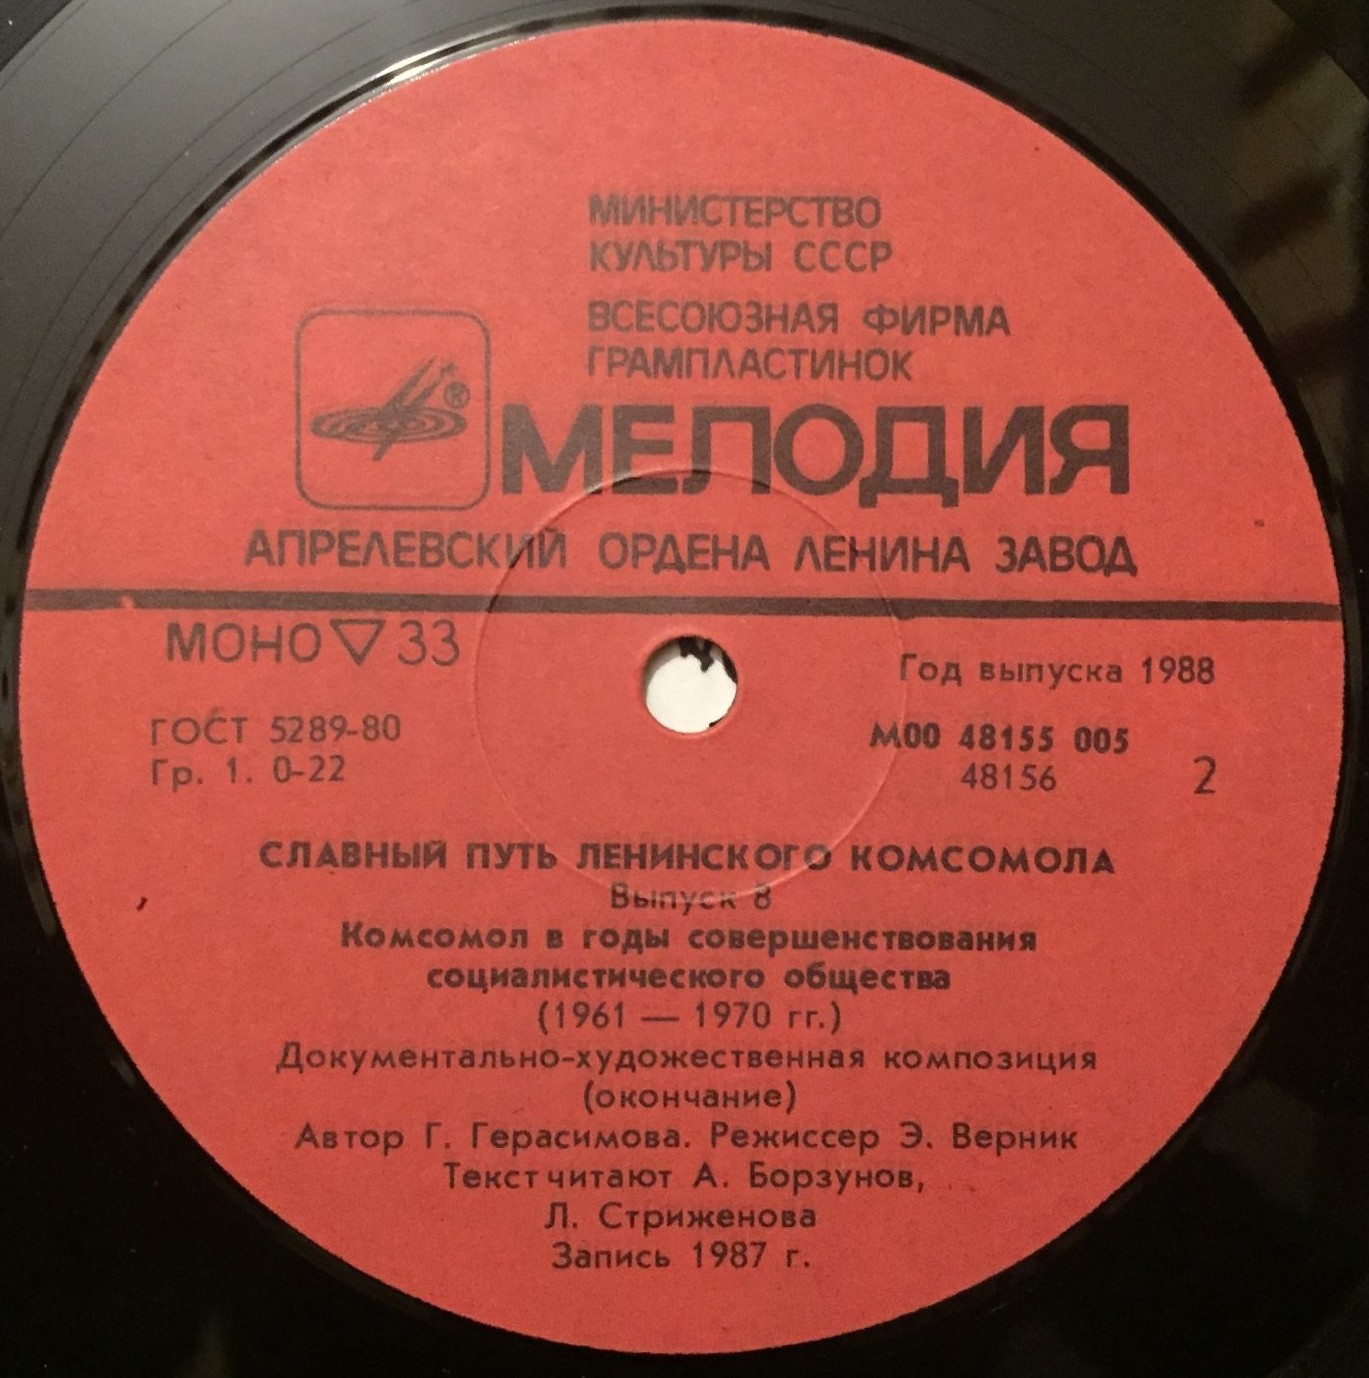 МИНИСТЕРСТВО
КУЛЬТУРЫ СССР
ВСЕСОЮЗНАЯ ФИРМА
ГРАМПЛАСТИНОК
®
МЕЛОДИЯ
АПРЕЛЕВСКИЙ ОРДЕНА ЛЕНИНА ЗАВОД
МОНО ▽ 33
Год выпуска 1988
ГОСТ 5289-80
Гр. 1. 0-22
М00 48155 005
48156
2
СЛАВНЫЙ ПУТЬ ЛЕНИНСКОГО КОМСОМОЛА
Выпуск 8
Комсомол в годы совершенствования
социалистического общества
(1961 — 1970 гг.)
Документально-художественная композиция
(окончание)
Автор Г. Герасимова. Режиссер Э. Верник
Текст читают А. Борзунов,
Л. Стриженова
Запись 1987 г.